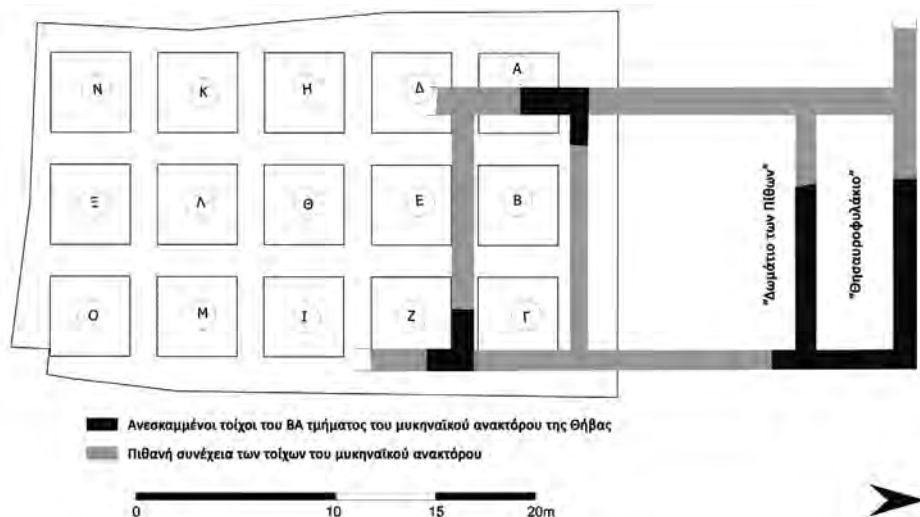 Ν Κ Η Δ Α
Ξ Λ Θ Ε Β
Ο Μ Ι Ζ Γ
"Δωμάτιο των Πίθων"
"Θησαυροφυλάκιο"
Ανεσκαμμένοι τοίχοι του ΒΑ τμήματος του μυκηναϊκού ανακτόρου της Θήβας
Πιθανή συνέχεια των τοίχων του μυκηναϊκού ανακτόρου
0 10 15 20m